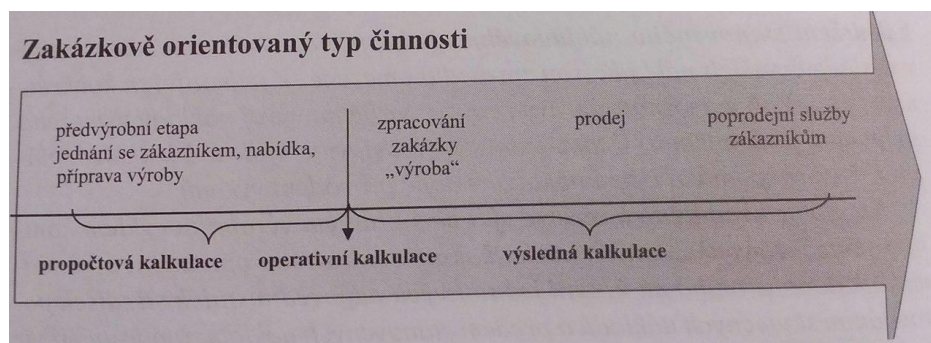 Zakázkově orientovaný typ činnosti
předvýrobní etapa
jednání se zákazníkem, nabídka,
příprava výroby
zpracování
zakázky
„výroba“
prodej
poprodejní služby
zákazníkům
propočtová kalkulace
operativní kalkulace
výsledná kalkulace